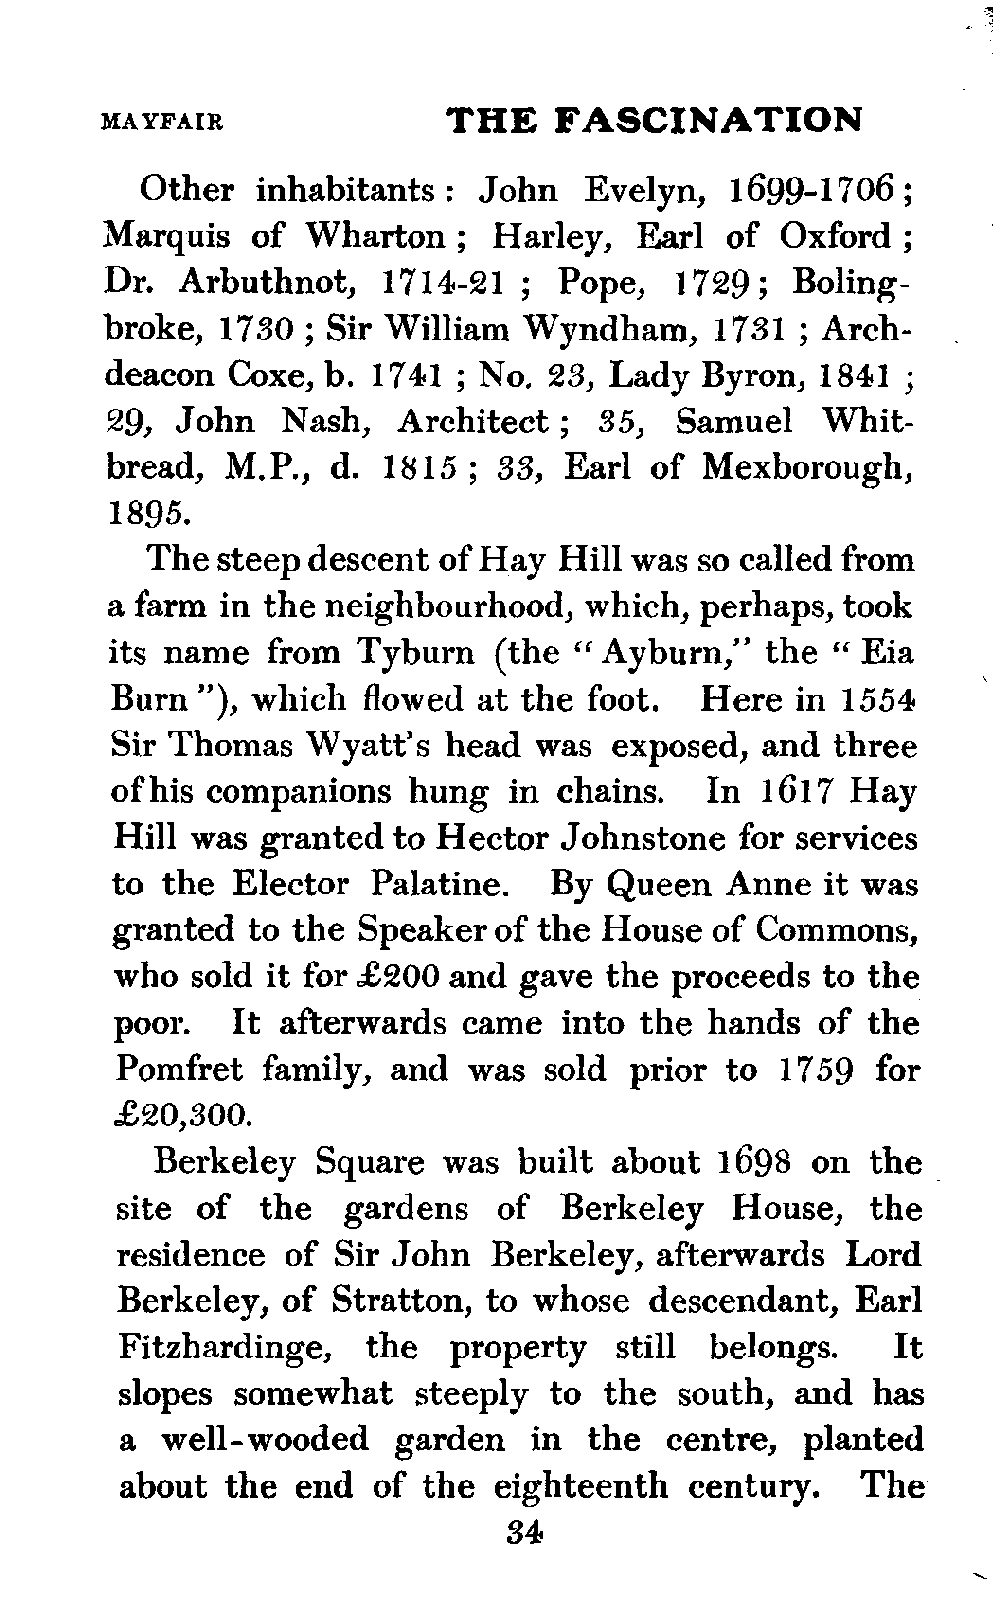 MAYFAIR THE FASCINATION
Other inhabitants : John Evelyn, 1699-1706 ;
Marquis of Wharton ; Harley, Earl of Oxford ;
Dr. Arbuthnot, 1714-21 ; Pope, 1729 ; Boling-
broke, 1730 ; Sir William Wyndham, 1731 ; Arch-
deacon Coxe, b. 1741 ; No. 23, Lady Byron, 1841 ;
29, John Nash, Architect ; 35, Samuel Whit-
bread, M.P., d. 1815 ; 33, Earl of Mexborough,
1895.
The steep descent of Hay Hill was so called from
a farm in the neighbourhood, which, perhaps, took
its name from Tyburn (the “ Ayburn,” the “ Eia
Burn ”), which flowed at the foot. Here in 1554
Sir Thomas Wyatt's head was exposed, and three
of his companions hung in chains. In 1617 Hay
Hill was granted to Hector Johnstone for services
to the Elector Palatine. By Queen Anne it was
granted to the Speaker of the House of Commons,
who sold it for £200 and gave the proceeds to the
poor. It afterwards came into the hands of the
Pomfret family, and was sold prior to 1759 for
£20,300.
Berkeley Square was built about 1698 on the
site of the gardens of Berkeley House, the
residence of Sir John Berkeley, afterwards Lord
Berkeley, of Stratton, to whose descendant, Earl
Fitzhardinge, the property still belongs. It
slopes somewhat steeply to the south, and has
a well-wooded garden in the centre, planted
about the end of the eighteenth century. The
34